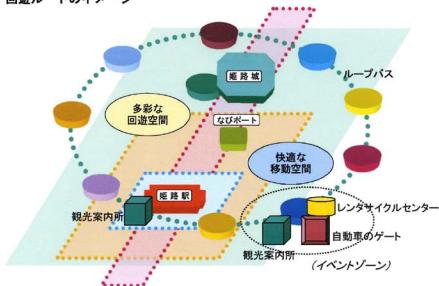 回遊ルートのイメージ
姫路城
ループバス
多彩な
回遊空間
なびポート
快適な
移動空間
姫路駅
観光案内所
レンタサイクルセンター
自動車のゲート
観光案内所
(イベントゾーン)